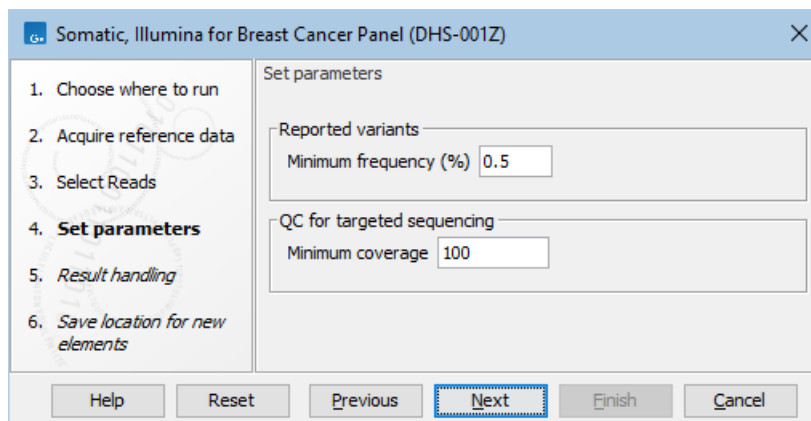 Somatic, Illumina for Breast Cancer Panel (DHS-001Z)
1. Choose where to run
2. Acquire reference data
3. Select Reads
4. Set parameters
5. Result handling
6. Save location for new
elements
Set parameters
Reported variants
Minimum frequency (%) 0.5
QC for targeted sequencing
Minimum coverage 100
Help Reset Previous Next Finish Cancel